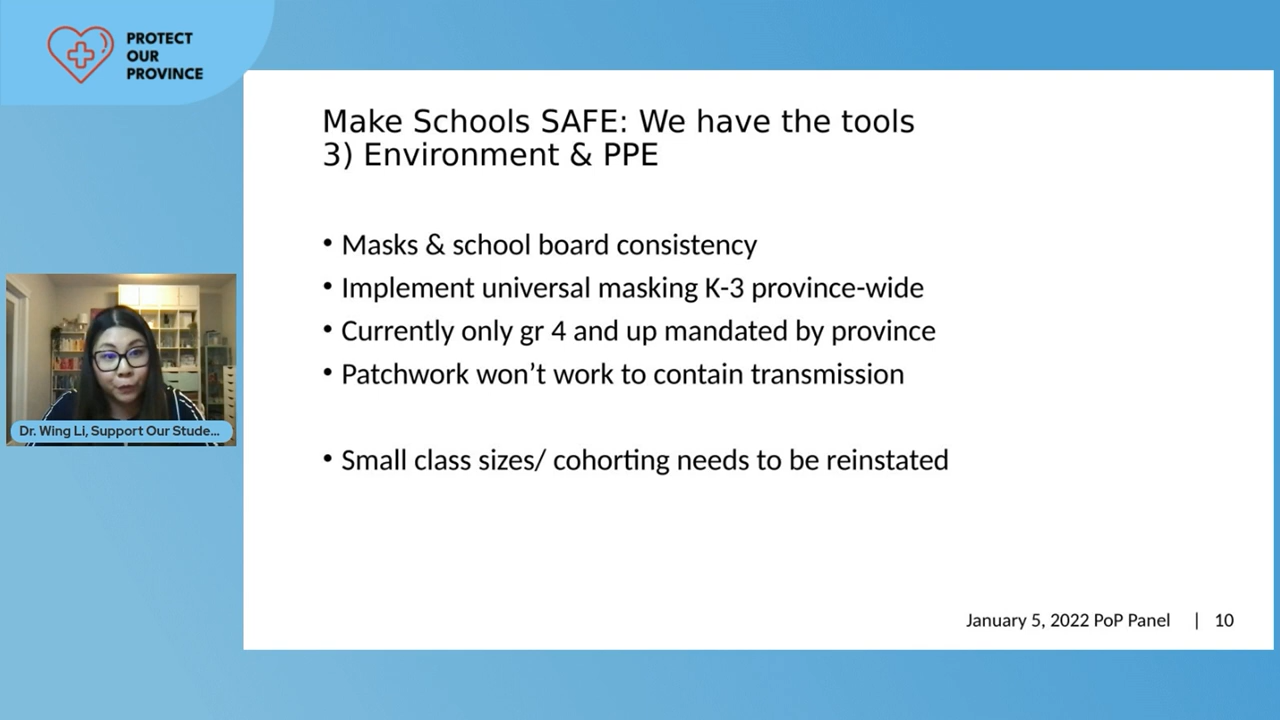 PROTECT
OUR
PROVINCE
Make Schools SAFE: We have the tools
3) Environment & PPE
• Masks & school board consistency
• Implement universal masking K-3 province-wide
• Currently only gr 4 and up mandated by province
• Patchwork won’t work to contain transmission
• Small class sizes/ cohorting needs to be reinstated
Dr. Wing Li, Support Our Stude...
January 5, 2022 PoP Panel | 10